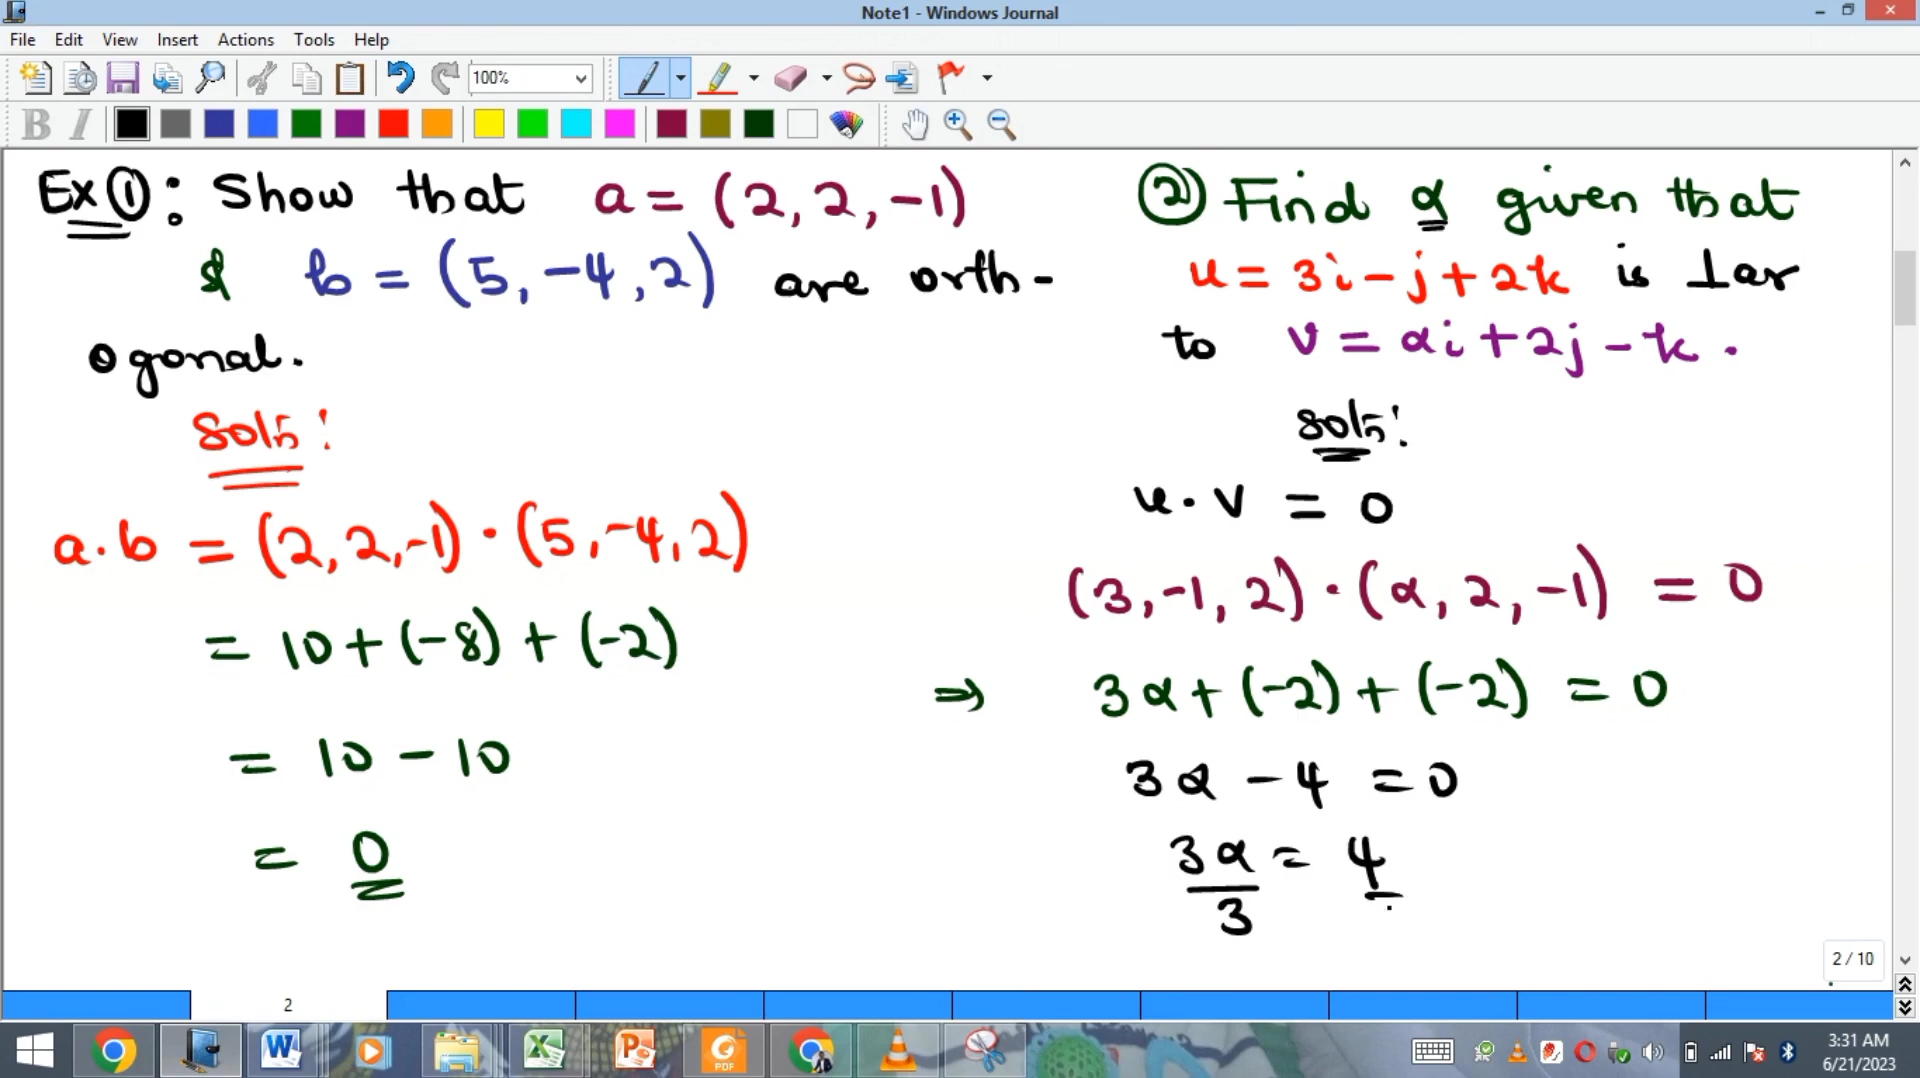 Note1 - Windows Journal
File Edit View Insert Actions Tools Help
100%
B I
Ex ①: Show that a = (2, 2, -1)
& b = (5, -4, 2) are orth-
ogonal.
Soln:
a.b = (2, 2, -1) · (5, -4, 2)
= 10 + (-8) + (-2)
= 10 - 10
= 0
② Find α given that
u = 3i - j + 2k is ⊥ar
to v = αi + 2j - k.
Soln:
u · v = 0
(3, -1, 2) · (α, 2, -1) = 0
⇒ 3α + (-2) + (-2) = 0
3α - 4 = 0
3α/3 = 4
2 / 10
2
PDF
3:31 AM
6/21/2023